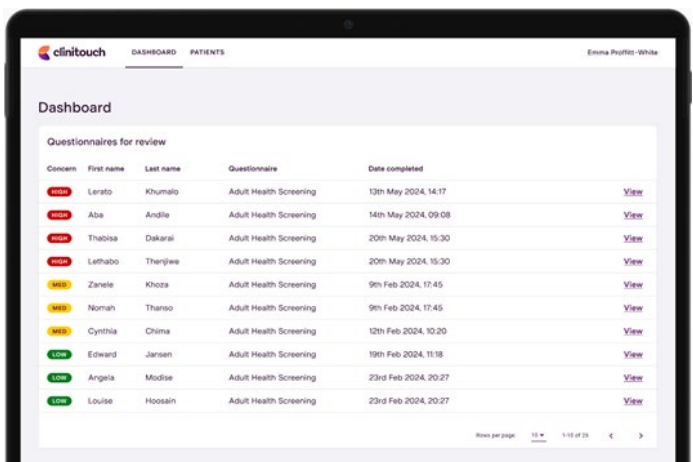 clinitouch DASHBOARD PATIENTS Emma Proffitt-White
Dashboard
Questionnaires for review
Concern First name Last name Questionnaire Date completed
HIGH Lerato Khumalo Adult Health Screening 13th May 2024, 14:17 View
HIGH Aba Andile Adult Health Screening 14th May 2024, 09:08 View
HIGH Thabisa Dakarai Adult Health Screening 20th May 2024, 15:30 View
HIGH Lethabo Thenjiwe Adult Health Screening 20th May 2024, 15:30 View
MED Zanele Khoza Adult Health Screening 9th Feb 2024, 17:45 View
MED Nomah Thanso Adult Health Screening 9th Feb 2024, 17:45 View
MED Cynthia Chima Adult Health Screening 12th Feb 2024, 10:20 View
LOW Edward Jansen Adult Health Screening 19th Feb 2024, 11:18 View
LOW Angela Modise Adult Health Screening 23rd Feb 2024, 20:27 View
LOW Louise Hoosain Adult Health Screening 23rd Feb 2024, 20:27 View
Rows per page 10 1-10 of 25